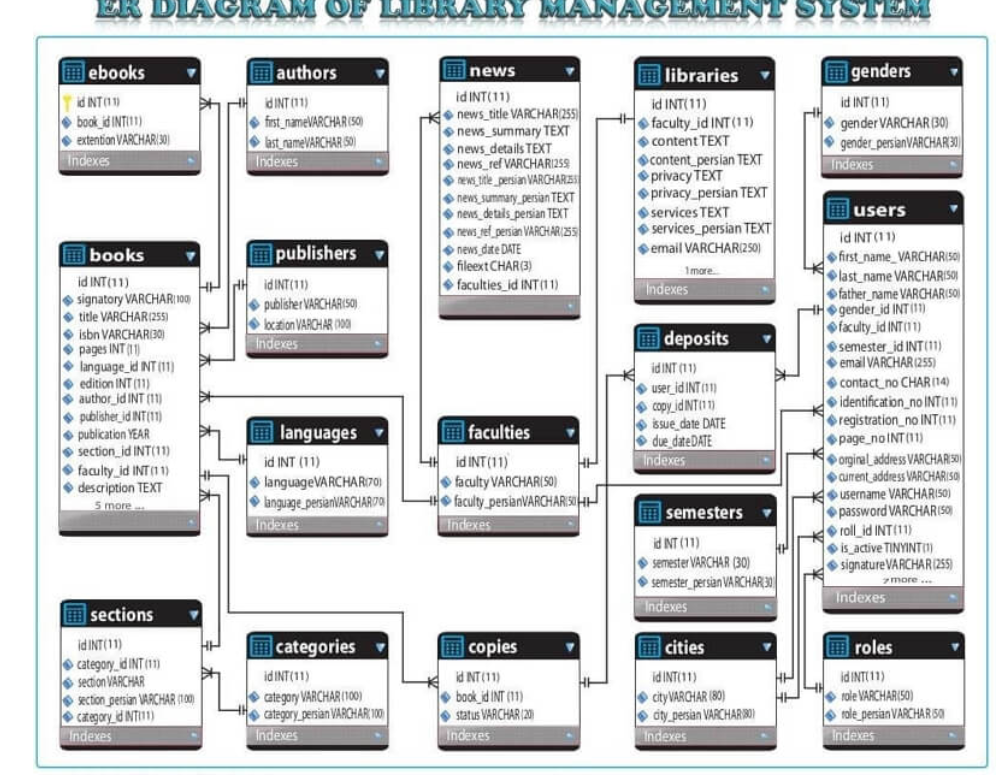 ER DIAGRAM OF LIBRARY MANAGEMENT SYSTEM
ebooks
id INT(11)
book_id INT(11)
extention VARCHAR(30)
Indexes
authors
id INT(11)
first_nameVARCHAR(50)
last_nameVARCHAR(50)
Indexes
news
id INT(11)
news_title VARCHAR(255)
news_summary TEXT
news_details TEXT
news_ref VARCHAR(255)
news_title_persian VARCHAR(255)
news_summary_persian TEXT
news_details_persian TEXT
news_ref_persian VARCHAR(255)
news_date DATE
fileext CHAR(3)
faculties_id INT(11)
libraries
id INT(11)
faculty_id INT(11)
content TEXT
content_persian TEXT
privacy TEXT
privacy_persian TEXT
services TEXT
services_persian TEXT
email VARCHAR(250)
1 more...
Indexes
genders
id INT(11)
gender VARCHAR (30)
gender_persianVARCHAR(30)
Indexes
books
id INT(11)
signatory VARCHAR(100)
title VARCHAR(255)
isbn VARCHAR(30)
pages INT (11)
language_id INT (11)
edition INT (11)
author_id INT (11)
publisher_id INT(11)
publication YEAR
section_id INT(11)
faculty_id INT (11)
description TEXT
5 more ...
publishers
id INT(11)
publisher VARCHAR(50)
location VARCHAR (100)
Indexes
languages
id INT (11)
languageVARCHAR(70)
language_persianVARCHAR(70)
Indexes
faculties
id INT(11)
faculty VARCHAR(50)
faculty_persianVARCHAR(50)
Indexes
deposits
id INT (11)
user_id INT(11)
copy_id INT(11)
issue_date DATE
due_dateDATE
Indexes
users
id INT (11)
first_name_ VARCHAR(50)
last_name VARCHAR(50)
father_name VARCHAR(50)
gender_id INT(11)
faculty_id INT(11)
semester_id INT(11)
email VARCHAR (255)
contact_no CHAR (14)
identification_no INT(11)
registration_no INT(11)
page_no INT(11)
orginal_address VARCHAR(50)
current_address VARCHAR(50)
username VARCHAR(50)
password VARCHAR (50)
roll_id INT(11)
is_active TINYINT(1)
signature VARCHAR (255)
more ...
Indexes
semesters
id INT (11)
semester VARCHAR (30)
semester_persian VARCHAR(30)
Indexes
sections
id INT(11)
category_id INT (11)
section VARCHAR
section_persian VARCHAR (100)
category_id INT(11)
Indexes
categories
id INT(11)
category VARCHAR (100)
category_persian VARCHAR(100)
Indexes
copies
id INT (11)
book_id INT (11)
status VARCHAR (20)
Indexes
cities
id INT(11)
city VARCHAR (80)
city_persian VARCHAR(80)
Indexes
roles
id INT(11)
role VARCHAR(50)
role_persian VARCHAR (50)
Indexes